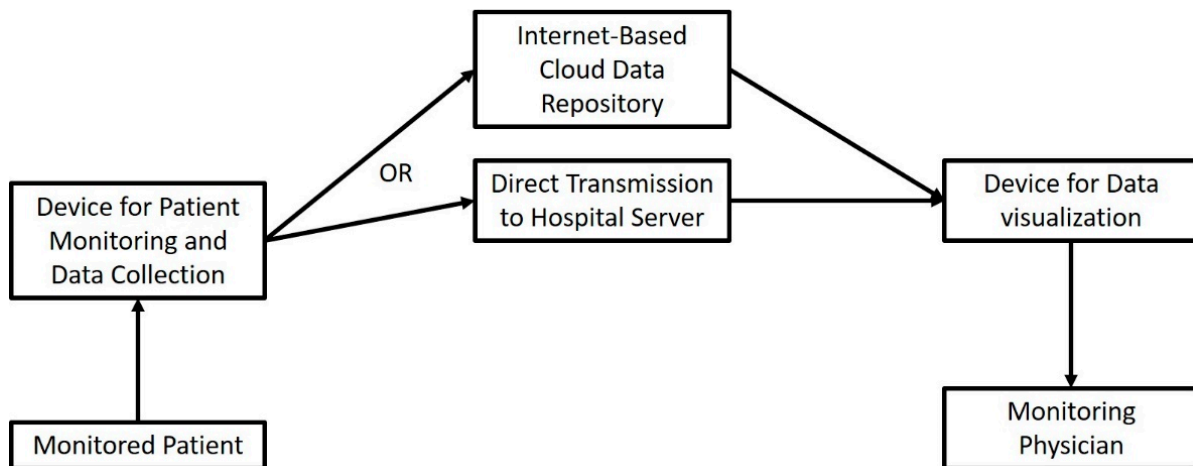 Internet-Based
Cloud Data
Repository
OR
Device for Patient
Monitoring and
Data Collection
Direct Transmission
to Hospital Server
Device for Data
visualization
Monitored Patient
Monitoring
Physician